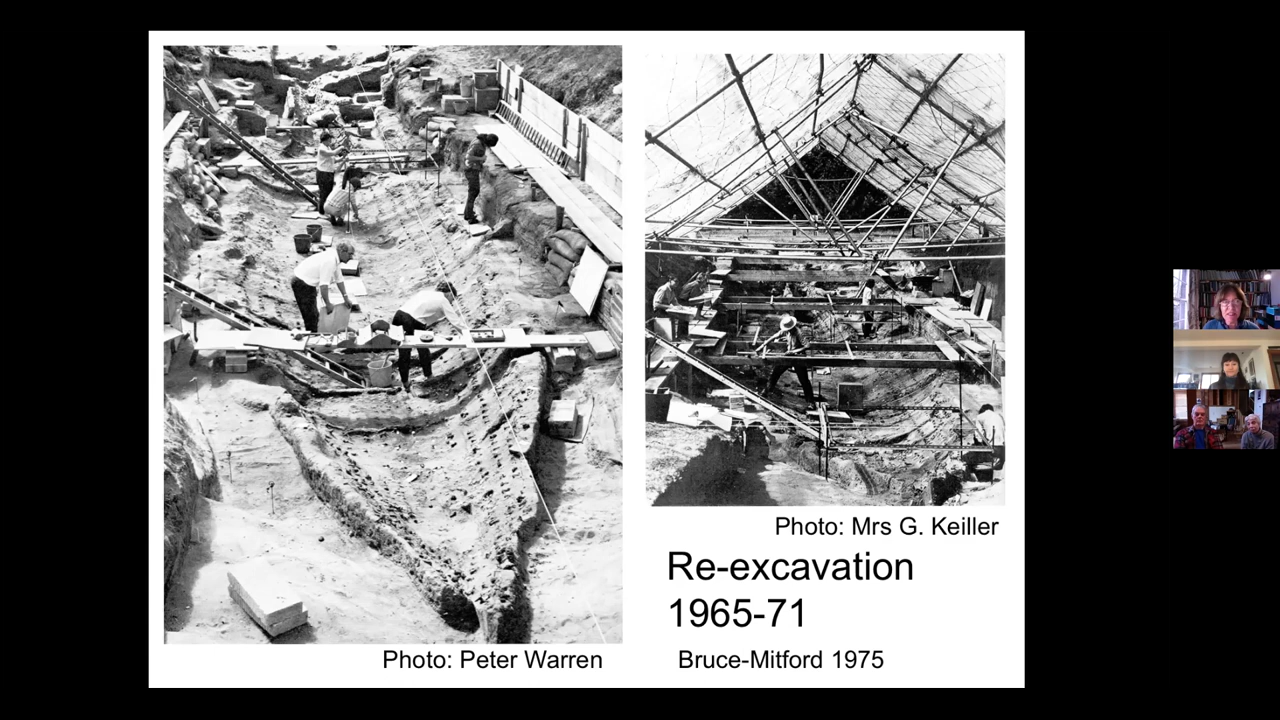 Photo: Mrs G. Keiller
Re-excavation
1965-71
Photo: Peter Warren
Bruce-Mitford 1975